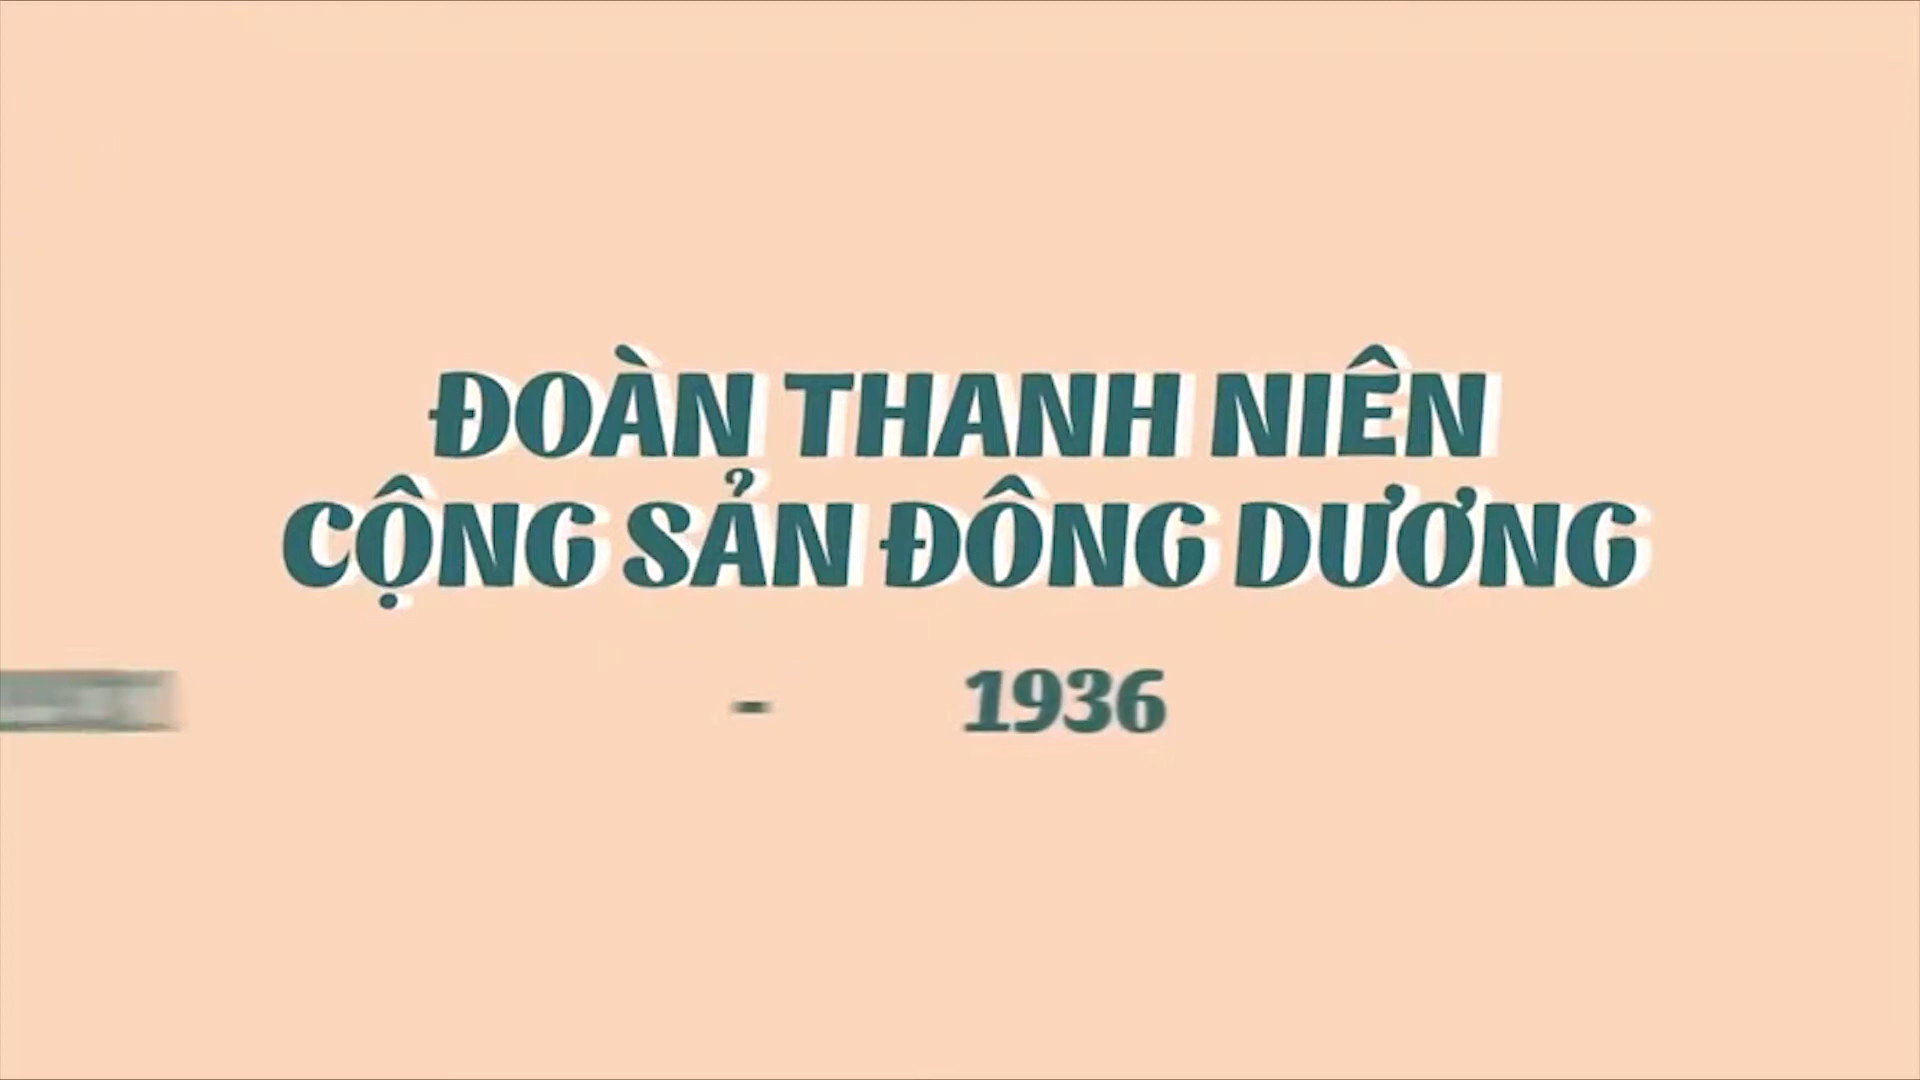 ĐOÀN THANH NIÊN
CỘNG SẢN ĐÔNG DƯƠNG
- 1936